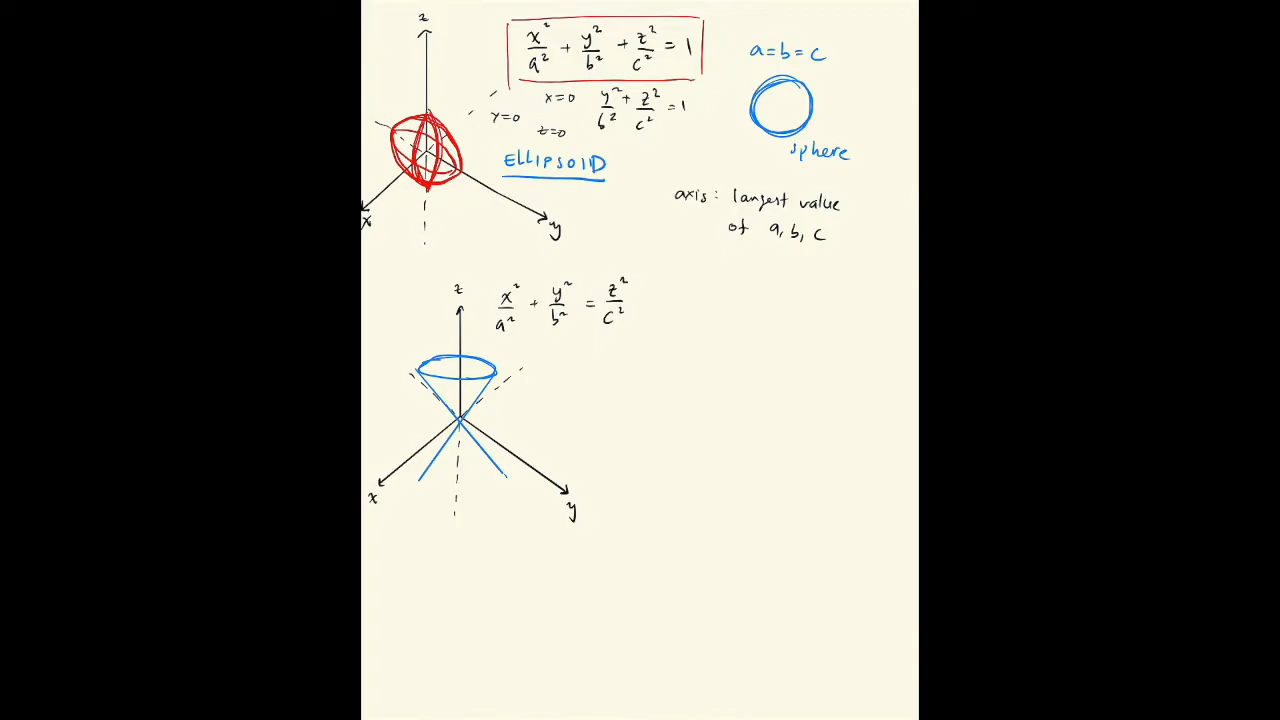 z
x²/a² + y²/b² + z²/c² = 1
a = b = c
x=0 y²/b² + z²/c² = 1
y=0
z=0
sphere
ELLIPSOID
axis: largest value
of a, b, c
x
y
z
x²/a² + y²/b² = z²/c²
x
y